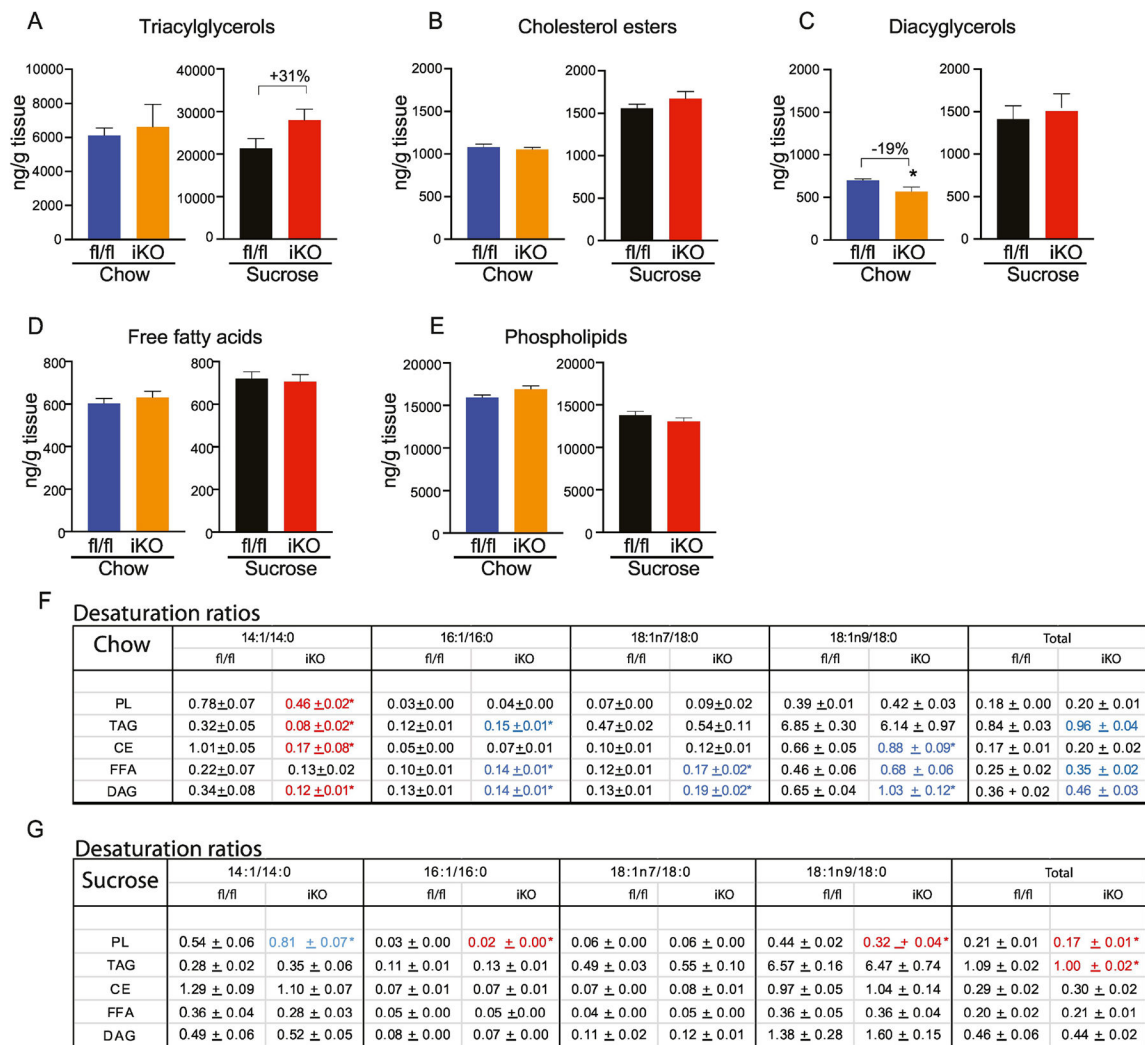 A
Triacylglycerols
B
Cholesterol esters
C
Diacyglycerols
ng/g tissue
10000
8000
6000
4000
2000
0
fl/fl iKO
Chow
40000
30000
20000
10000
0
+31%
fl/fl iKO
Sucrose
ng/g tissue
2000
1500
1000
500
0
fl/fl iKO
Chow
2000
1500
1000
500
0
fl/fl iKO
Sucrose
ng/g tissue
2000
1500
1000
500
0
-19%
*
fl/fl iKO
Chow
2000
1500
1000
500
0
fl/fl iKO
Sucrose
D
Free fatty acids
E
Phospholipids
ng/g tissue
800
600
400
200
0
fl/fl iKO
Chow
800
600
400
200
0
fl/fl iKO
Sucrose
ng/g tissue
20000
15000
10000
5000
0
fl/fl iKO
Chow
20000
15000
10000
5000
0
fl/fl iKO
Sucrose
F
Desaturation ratios
Chow 14:1/14:0 16:1/16:0 18:1n7/18:0 18:1n9/18:0 Total
fl/fl iKO fl/fl iKO fl/fl iKO fl/fl iKO fl/fl iKO
PL 0.78±0.07 0.46 ±0.02* 0.03±0.00 0.04±0.00 0.07±0.00 0.09±0.02 0.39 ±0.01 0.42 ± 0.03 0.18 ± 0.00 0.20 ± 0.01
TAG 0.32±0.05 0.08 ±0.02* 0.12±0.01 0.15 ±0.01* 0.47±0.02 0.54±0.11 6.85 ± 0.30 6.14 ± 0.97 0.84 ± 0.03 0.96 ± 0.04
CE 1.01±0.05 0.17 ±0.08* 0.05±0.00 0.07±0.01 0.10±0.01 0.12±0.01 0.66 ± 0.05 0.88 ± 0.09* 0.17 ± 0.01 0.20 ± 0.02
FFA 0.22±0.07 0.13±0.02 0.10±0.01 0.14 ±0.01* 0.12±0.01 0.17 ±0.02* 0.46 ± 0.06 0.68 ± 0.06 0.25 ± 0.02 0.35 ± 0.02
DAG 0.34±0.08 0.12 ±0.01* 0.13±0.01 0.14 ±0.01* 0.13±0.01 0.19 ±0.02* 0.65 ± 0.04 1.03 ± 0.12* 0.36 + 0.02 0.46 ± 0.03
G
Desaturation ratios
Sucrose 14:1/14:0 16:1/16:0 18:1n7/18:0 18:1n9/18:0 Total
fl/fl iKO fl/fl iKO fl/fl iKO fl/fl iKO fl/fl iKO
PL 0.54 ± 0.06 0.81 ± 0.07* 0.03 ± 0.00 0.02 ± 0.00* 0.06 ± 0.00 0.06 ± 0.00 0.44 ± 0.02 0.32 ± 0.04* 0.21 ± 0.01 0.17 ± 0.01*
TAG 0.28 ± 0.02 0.35 ± 0.06 0.11 ± 0.01 0.13 ± 0.01 0.49 ± 0.03 0.55 ± 0.10 6.57 ± 0.16 6.47 ± 0.74 1.09 ± 0.02 1.00 ± 0.02*
CE 1.29 ± 0.09 1.10 ± 0.07 0.07 ± 0.01 0.07 ± 0.01 0.07 ± 0.00 0.08 ± 0.01 0.97 ± 0.05 1.04 ± 0.14 0.29 ± 0.02 0.30 ± 0.02
FFA 0.36 ± 0.04 0.28 ± 0.03 0.05 ± 0.00 0.05 ±0.00 0.04 ± 0.00 0.05 ± 0.01 0.36 ± 0.05 0.36 ± 0.04 0.20 ± 0.02 0.21 ± 0.01
DAG 0.49 ± 0.06 0.52 ± 0.05 0.08 ± 0.00 0.07 ± 0.00 0.11 ± 0.02 0.12 ± 0.01 1.38 ± 0.28 1.60 ± 0.15 0.46 ± 0.06 0.44 ± 0.02